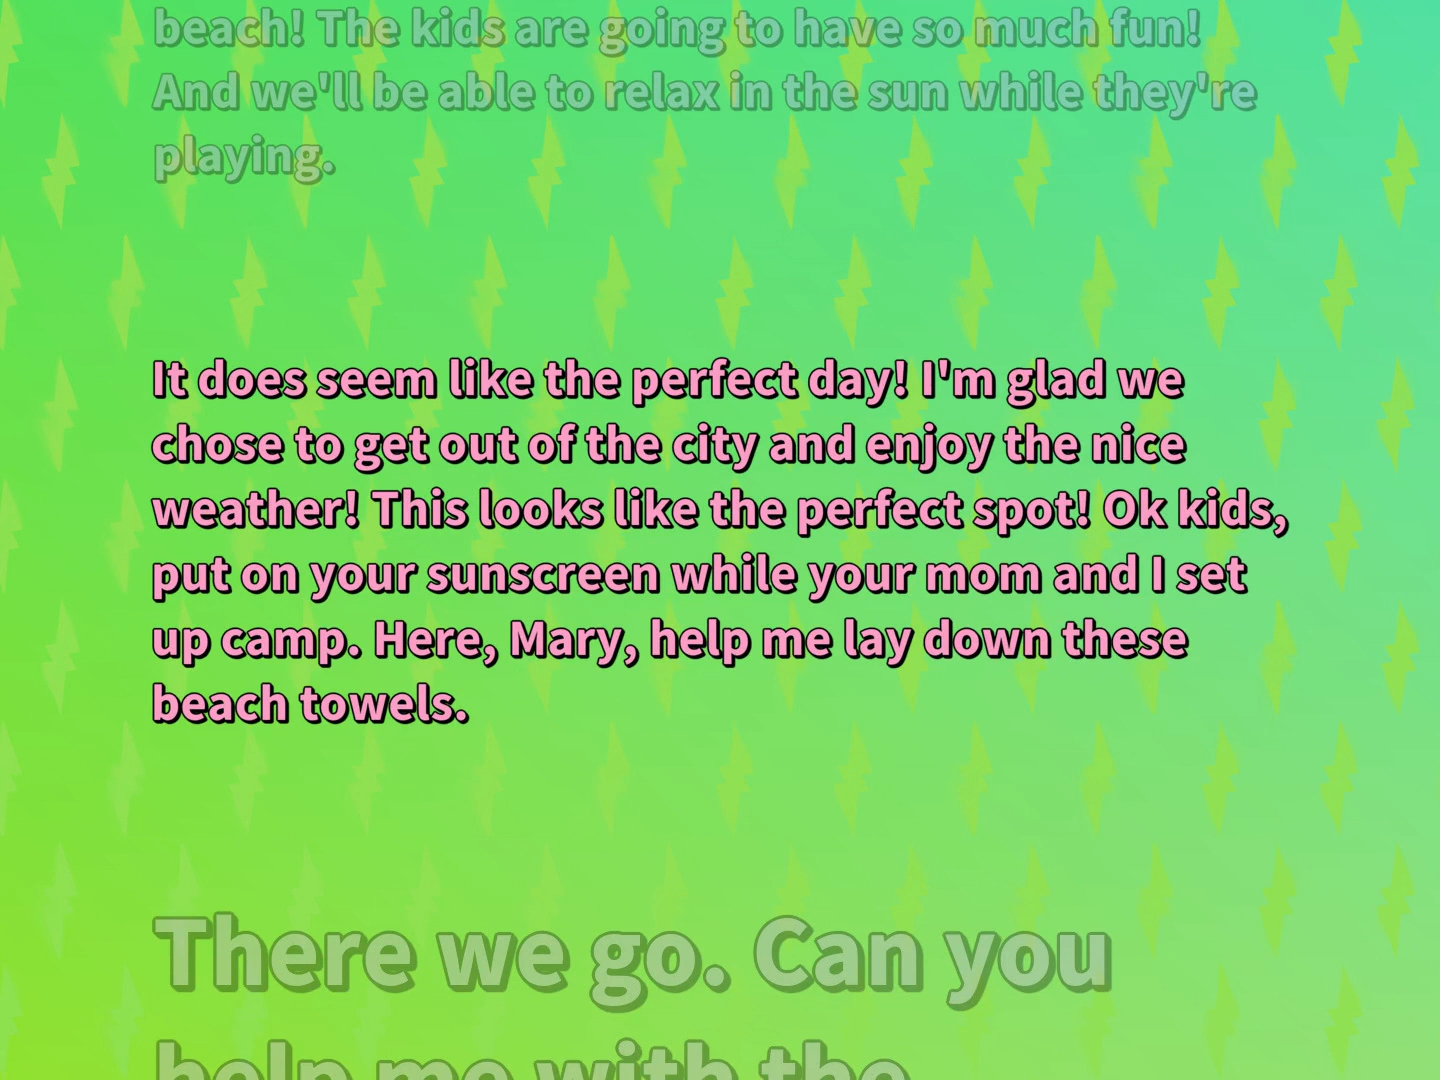 beach! The kids are going to have so much fun!
And we'll be able to relax in the sun while they're
playing.
It does seem like the perfect day! I'm glad we
chose to get out of the city and enjoy the nice
weather! This looks like the perfect spot! Ok kids,
put on your sunscreen while your mom and I set
up camp. Here, Mary, help me lay down these
beach towels.
There we go. Can you
help me with the